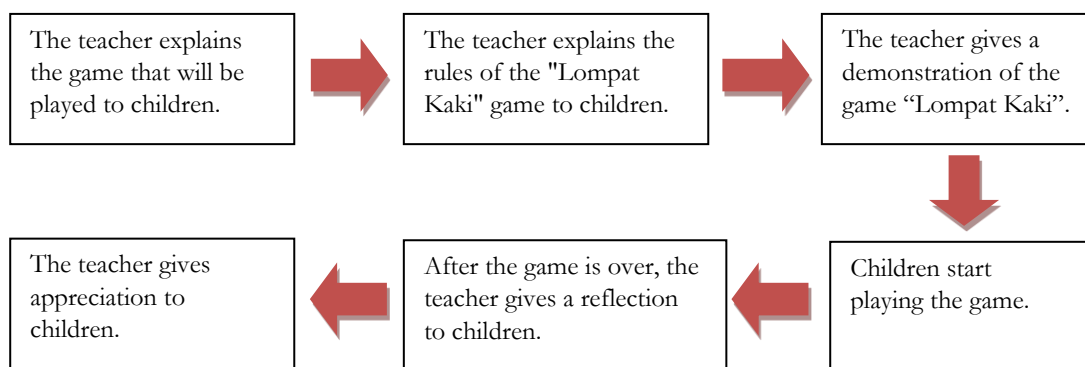 The teacher explains
the game that will be
played to children.
The teacher explains the
rules of the "Lompat
Kaki" game to children.
The teacher gives a
demonstration of the
game “Lompat Kaki”.
Children start
playing the game.
After the game is over, the
teacher gives a reflection
to children.
The teacher gives
appreciation to
children.